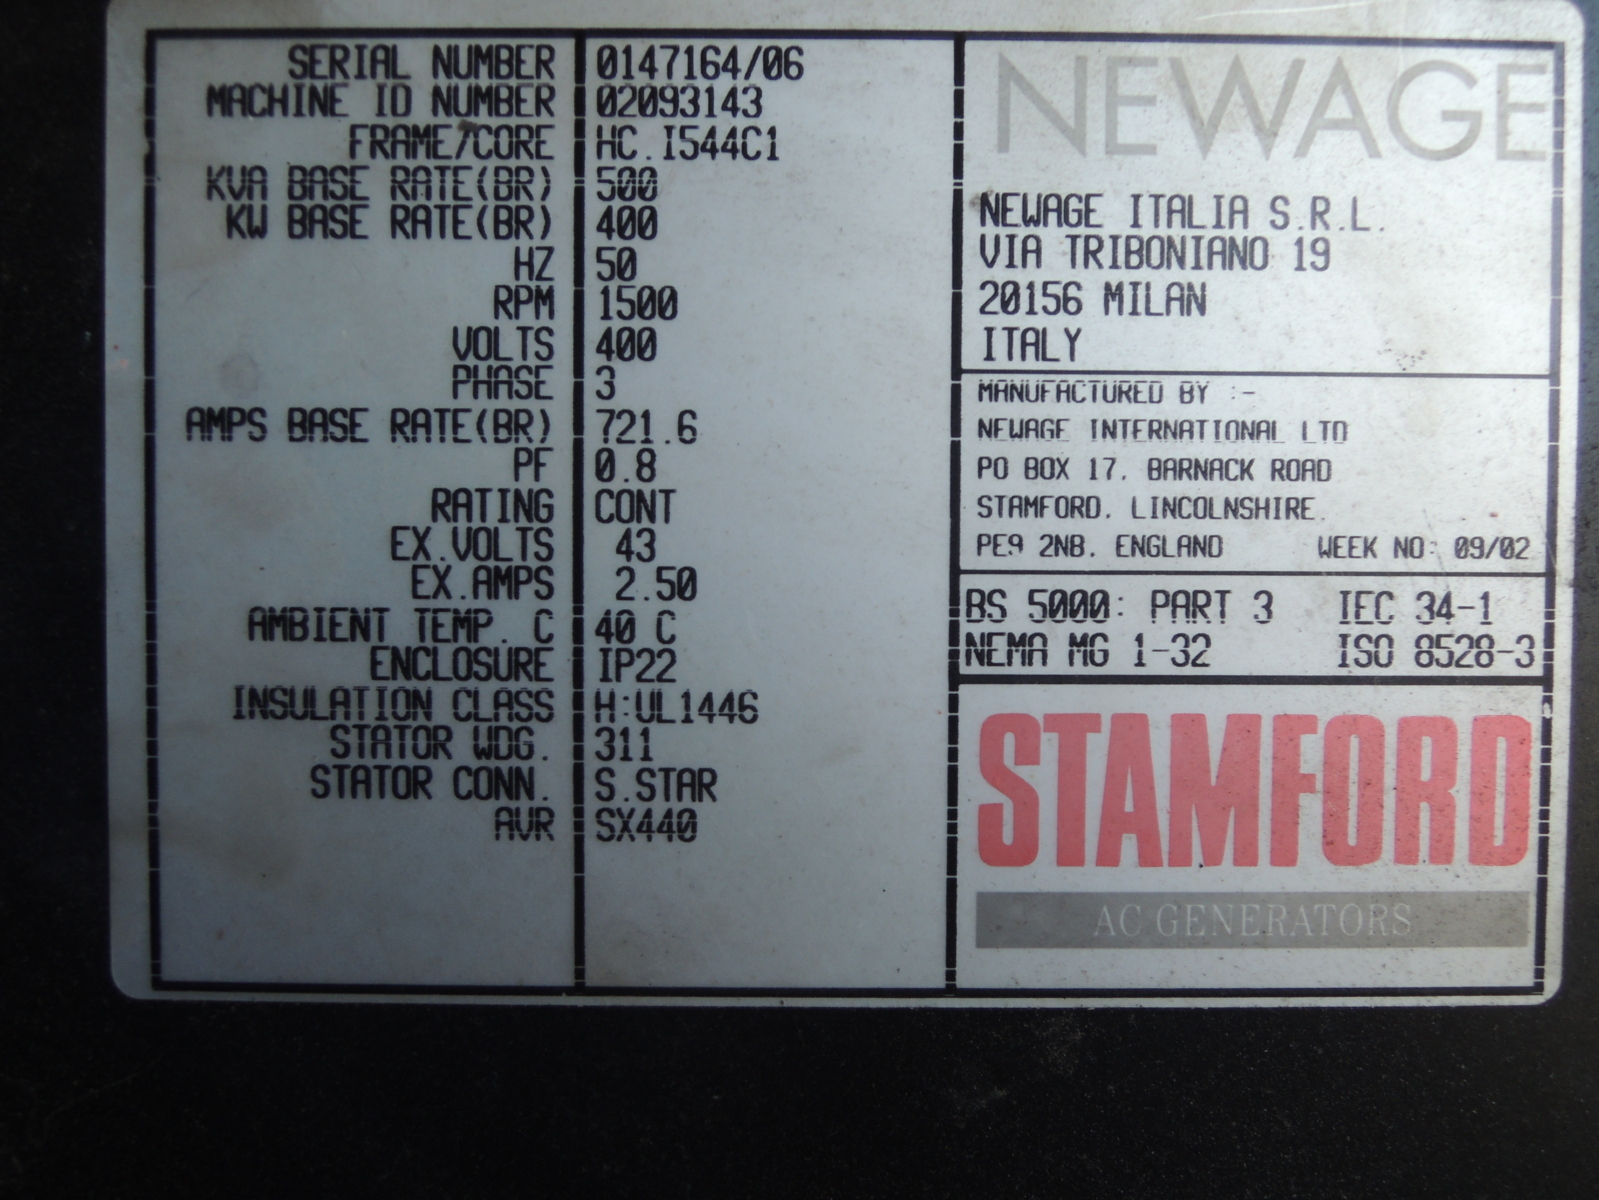 SERIAL NUMBER 0147164/06
MACHINE ID NUMBER 02093143
FRAME/CORE HC.I544C1
KVA BASE RATE(BR) 500
KW BASE RATE(BR) 400
HZ 50
RPM 1500
VOLTS 400
PHASE 3
AMPS BASE RATE(BR) 721.6
PF 0.8
RATING CONT
EX.VOLTS 43
EX.AMPS 2.50
AMBIENT TEMP. C 40 C
ENCLOSURE IP22
INSULATION CLASS H:UL1446
STATOR WDG. 311
STATOR CONN. S.STAR
AVR SX440
NEWAGE
NEWAGE ITALIA S.R.L.
VIA TRIBONIANO 19
20156 MILAN
ITALY
MANUFACTURED BY :-
NEWAGE INTERNATIONAL LTD
PO BOX 17, BARNACK ROAD
STAMFORD, LINCOLNSHIRE
PE9 2NB, ENGLAND WEEK NO: 09/02
BS 5000: PART 3 IEC 34-1
NEMA MG 1-32 ISO 8528-3
STAMFORD
AC GENERATORS